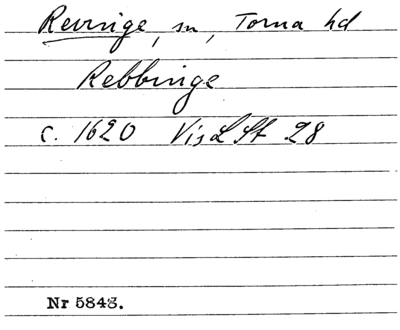 Revinge, sn, Torna hd
Rebbinge
c. 1620 VisLSt 28
Nr 5843.